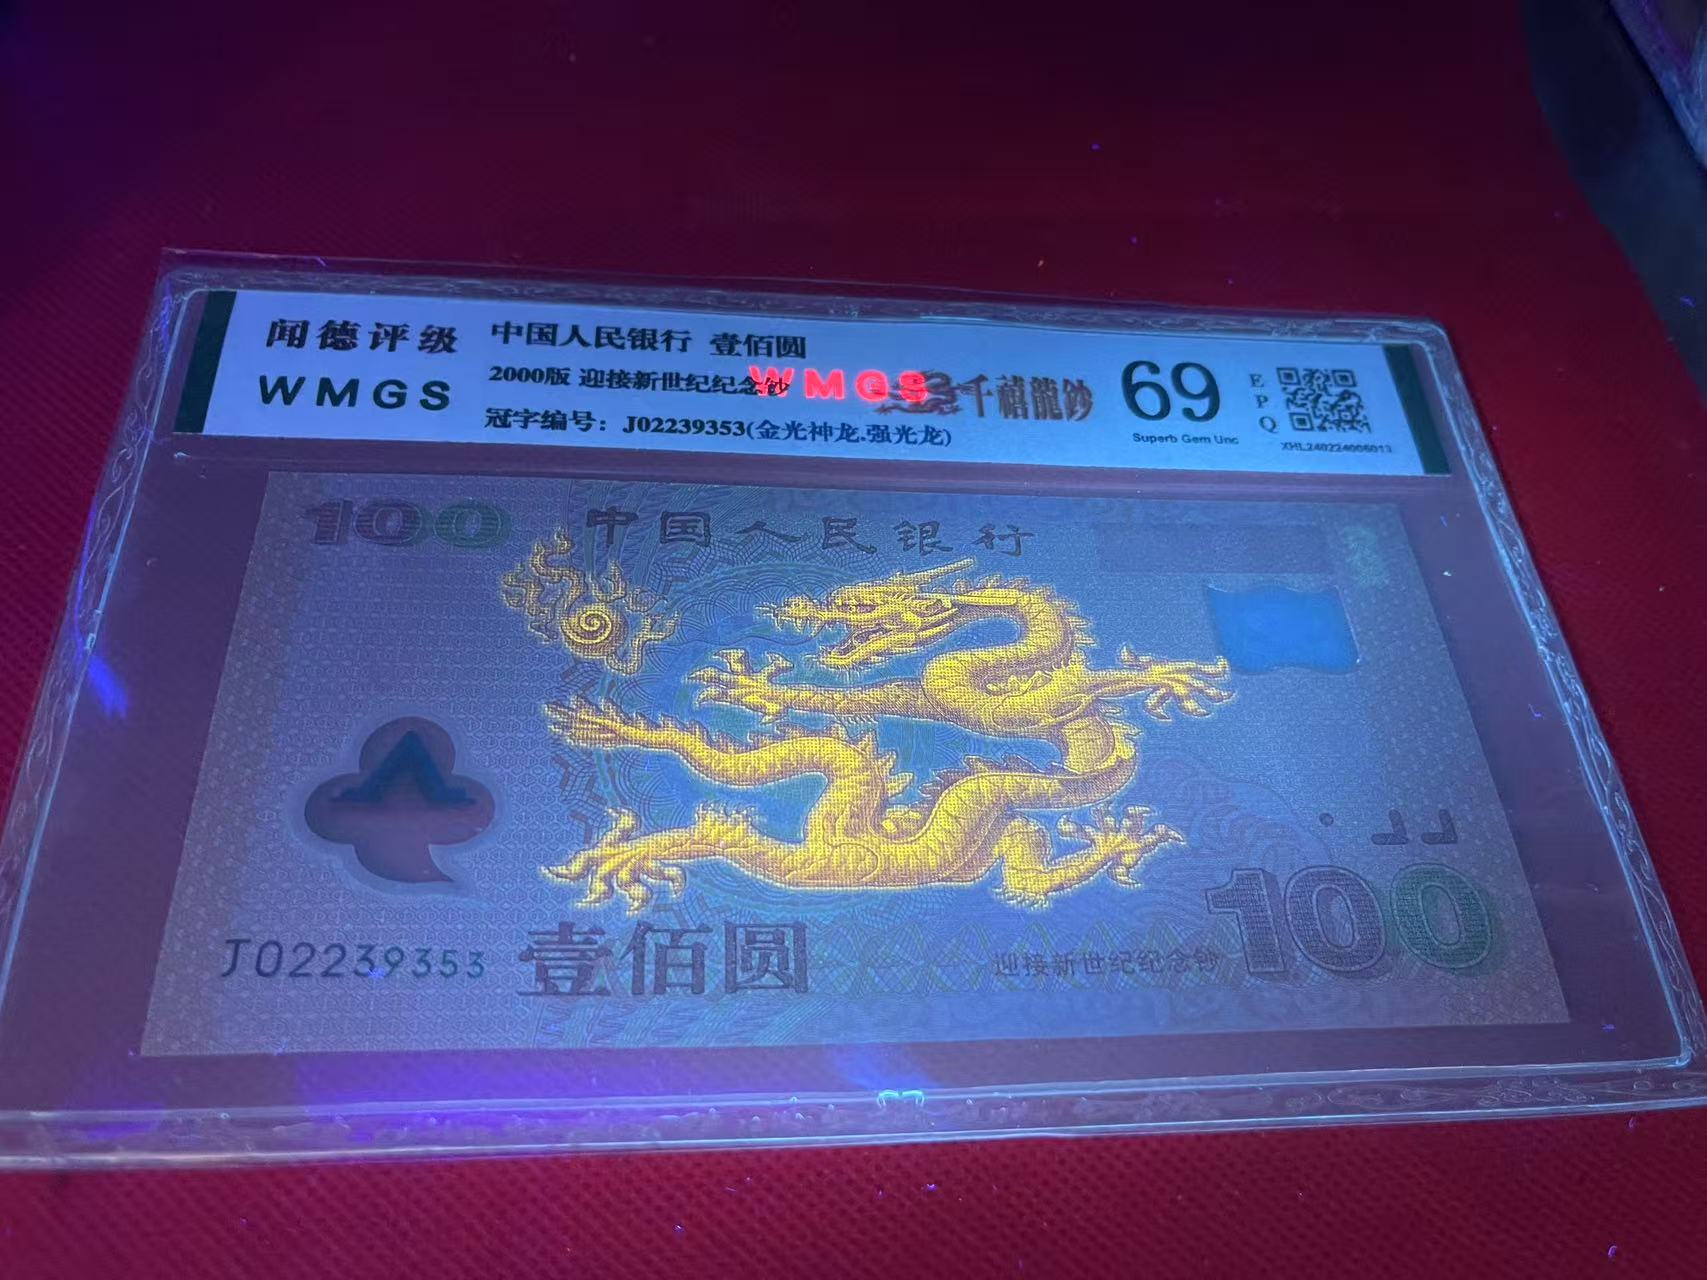 闻德评级
WMGS
中国人民银行 壹佰圆
2000版 迎接新世纪纪念钞
WMGS
千禧龍鈔
冠字编号：J02239353(金光神龙.强光龙)
69
Superb Gem Unc
EPQ
XHL240224006013
100
中国人民银行
J02239353
壹佰圆
迎接新世纪纪念钞
100